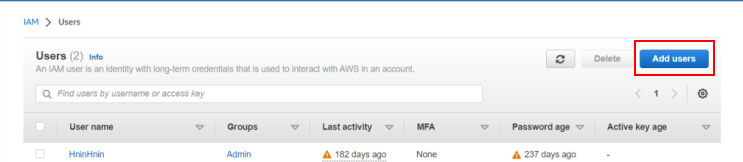 IAM > Users
Users (2) Info
An IAM user is an identity with long-term credentials that is used to interact with AWS in an account.
Delete
Add users
Find users by username or access key
< 1 >
User name Groups Last activity MFA Password age Active key age
HninHnin Admin 182 days ago None 237 days ago -